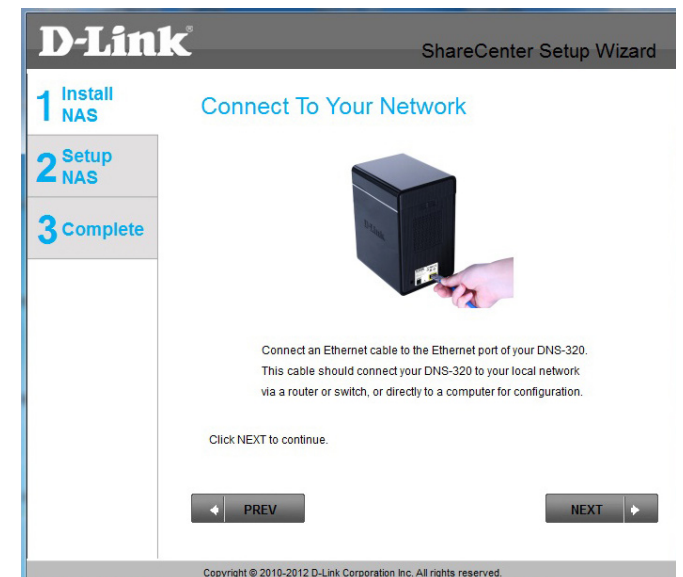 D-Link®
ShareCenter Setup Wizard
1 Install NAS
2 Setup NAS
3 Complete
Connect To Your Network
D-Link
Connect an Ethernet cable to the Ethernet port of your DNS-320.
This cable should connect your DNS-320 to your local network
via a router or switch, or directly to a computer for configuration.
Click NEXT to continue.
PREV
NEXT
Copyright © 2010-2012 D-Link Corporation Inc. All rights reserved.